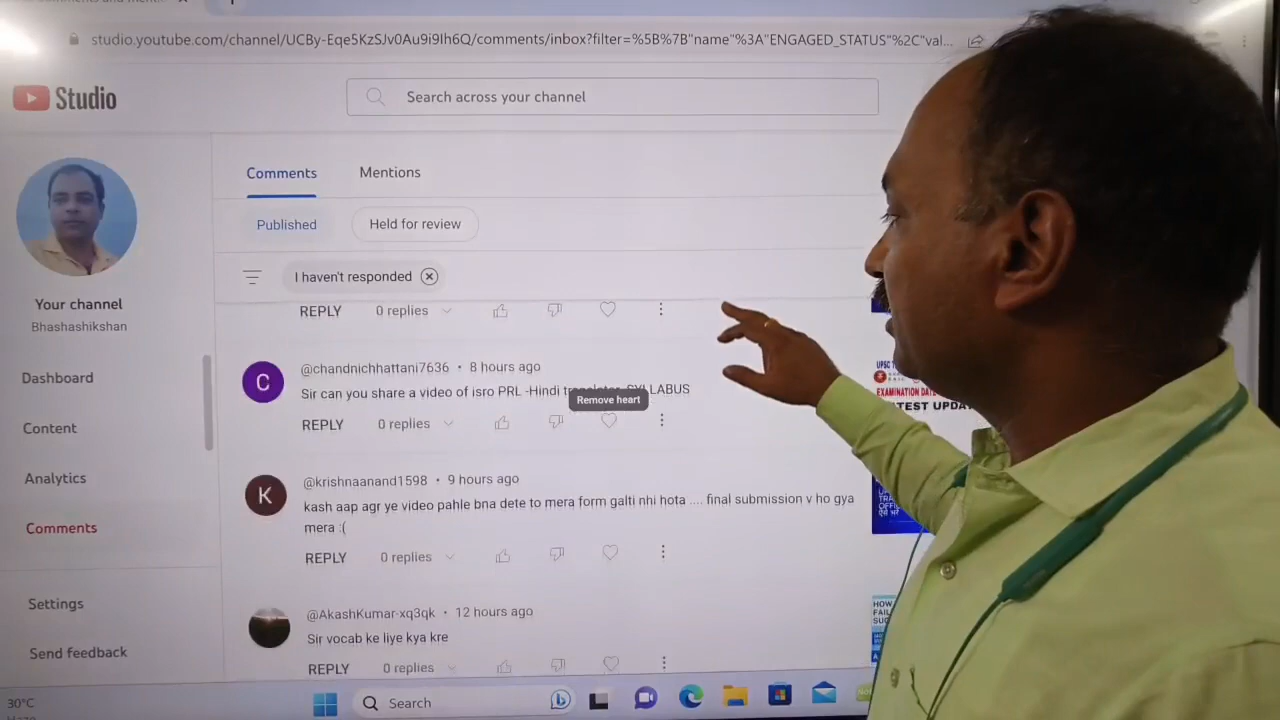 studio.youtube.com/channel/UCBy-Eqe5KzSJv0Au9i9Ih6Q/comments/inbox?filter=%5B%7B"name"%3A"ENGAGED_STATUS"%2C"val...
Studio
Search across your channel
Comments Mentions
Published Held for review
I haven't responded
Your channel
Bhashashikshan
Dashboard
Content
Analytics
Comments
Settings
Send feedback
REPLY 0 replies
C
@chandnichhattani7636 • 8 hours ago
Sir can you share a video of isro PRL -Hindi SYLLABUS
Remove heart
REPLY 0 replies
K
@krishnaanand1598 • 9 hours ago
kash aap agr ye video pahle bna dete to mera form galti nhi hota .... final submission v ho gya
mera :(
REPLY 0 replies
@AkashKumar-xq3qk • 12 hours ago
Sir vocab ke liye kya kre
REPLY 0 replies
EXAMINATION DATE
HOW
30°C
Haze
Search